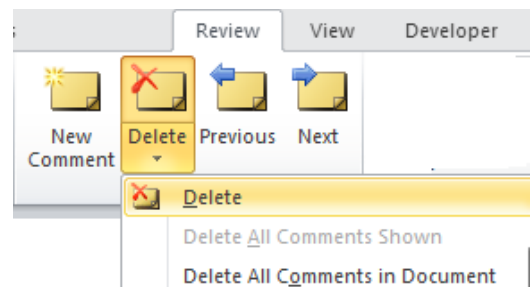 Review View Developer
New Comment Delete Previous Next
Delete
Delete All Comments Shown
Delete All Comments in Document